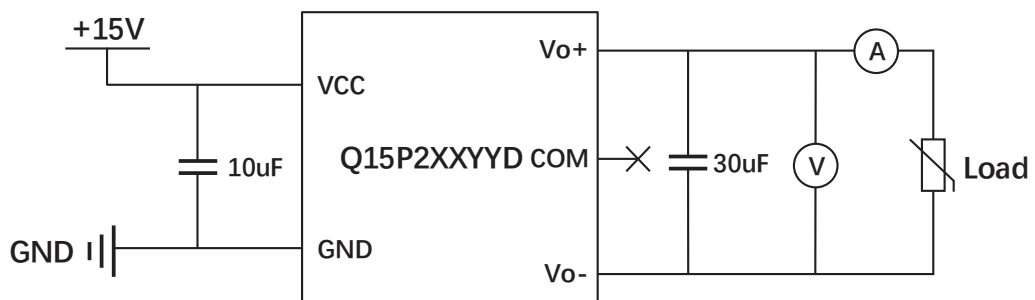 +15V
Vo+
A
VCC
10uF
Q15P2XXYYD COM
30uF
V
Load
GND
GND
Vo-